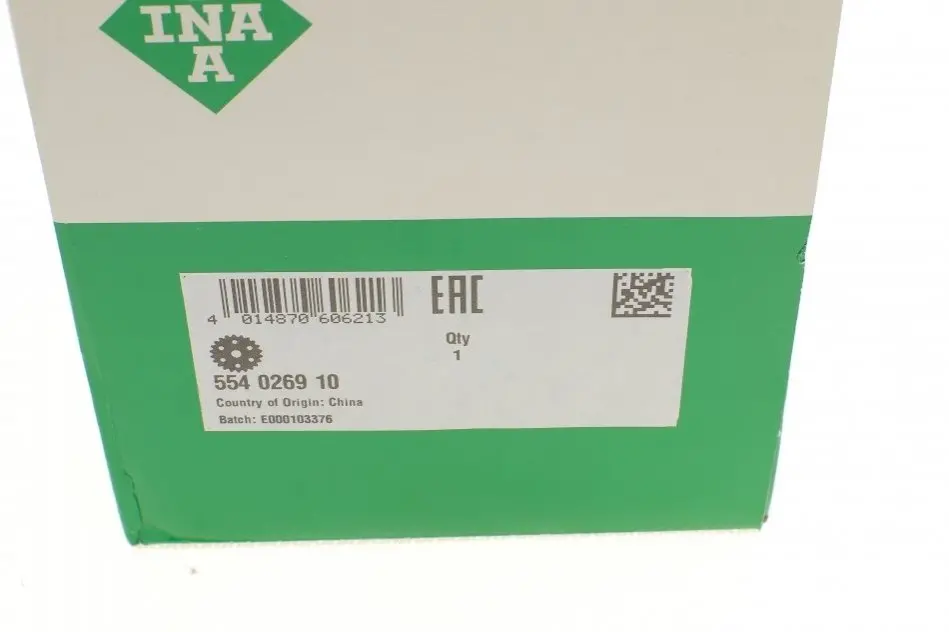 INA
A
4 014870 606213
EAC
Qty
1
554 0269 10
Country of Origin: China
Batch: E000103376